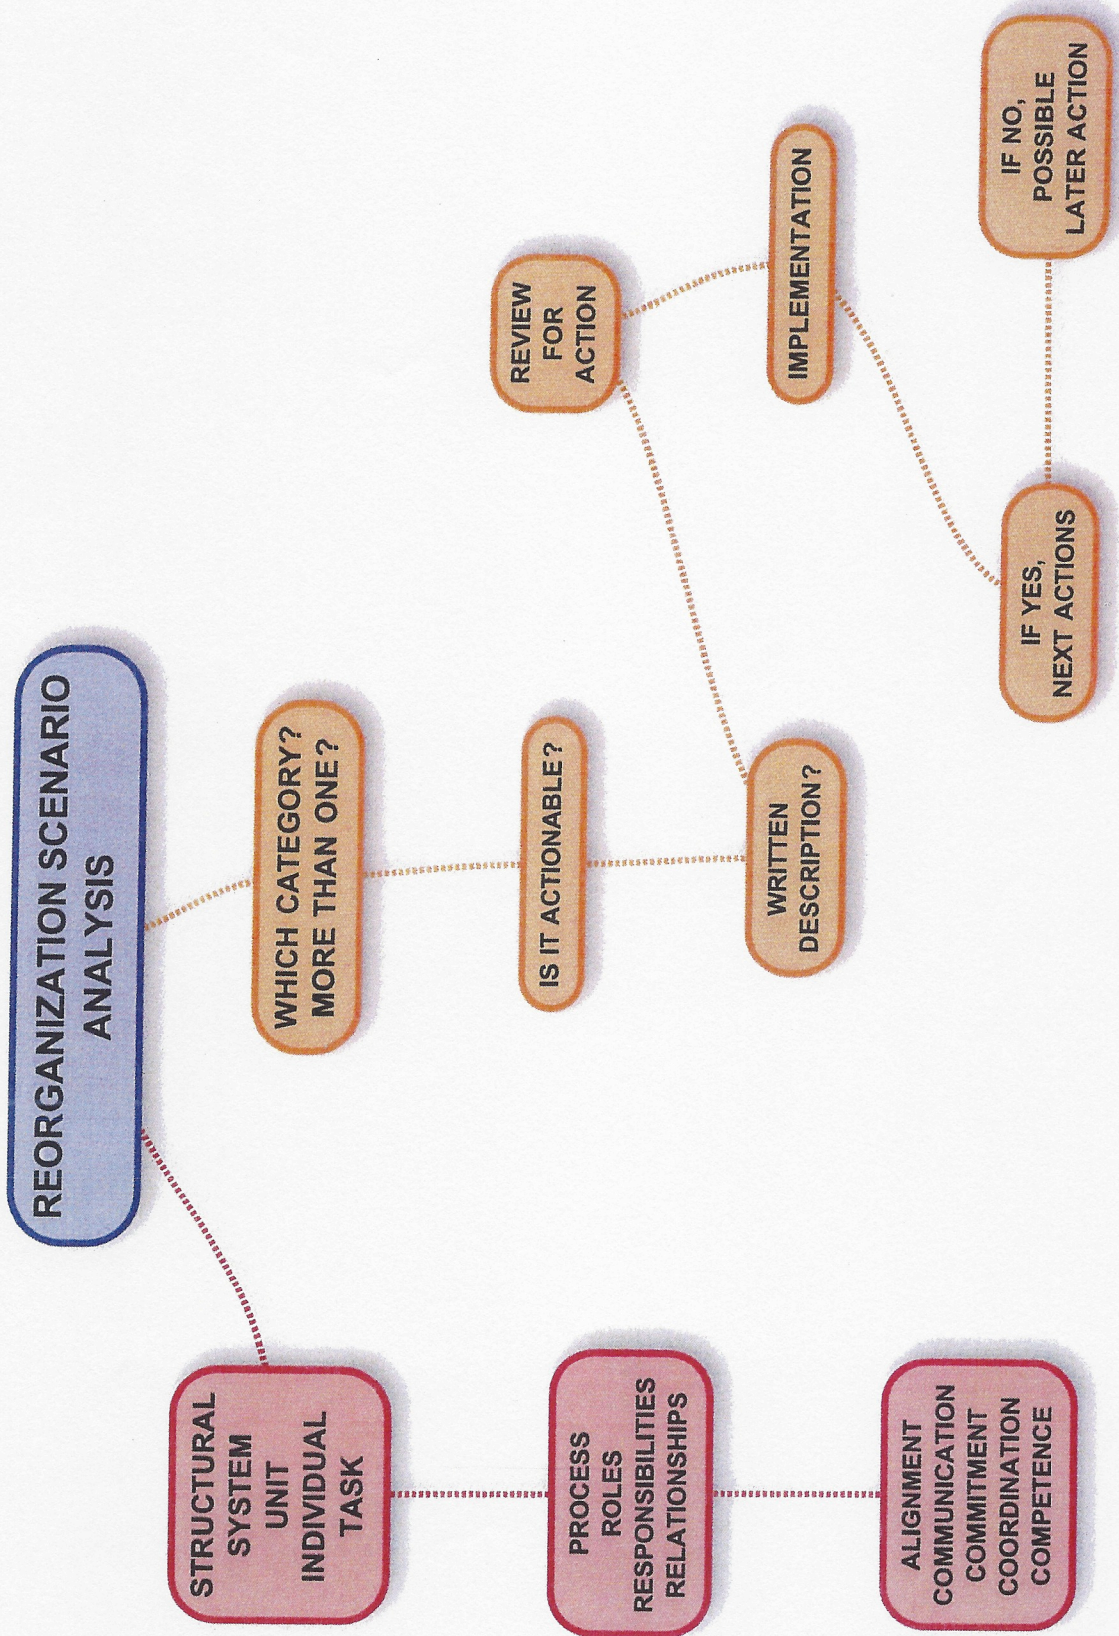 REORGANIZATION SCENARIO
ANALYSIS
STRUCTURAL
SYSTEM
UNIT
INDIVIDUAL
TASK
PROCESS
ROLES
RESPONSIBILITIES
RELATIONSHIPS
ALIGNMENT
COMMUNICATION
COMMITMENT
COORDINATION
COMPETENCE
WHICH CATEGORY?
MORE THAN ONE?
IS IT ACTIONABLE?
WRITTEN
DESCRIPTION?
REVIEW
FOR
ACTION
IMPLEMENTATION
IF YES,
NEXT ACTIONS
IF NO,
POSSIBLE
LATER ACTION